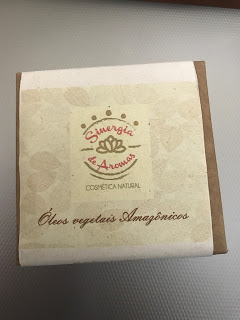 Sinergia
de Aromas
COSMÉTICA NATURAL
Óleos vegetais Amazônicos